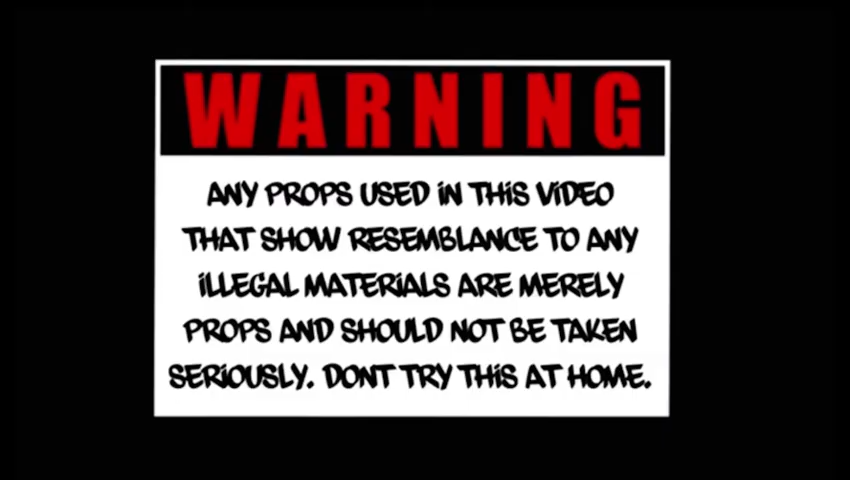 WARNING
ANY PROPS USED IN THIS VIDEO
THAT SHOW RESEMBLANCE TO ANY
ILLEGAL MATERIALS ARE MERELY
PROPS AND SHOULD NOT BE TAKEN
SERIOUSLY. DONT TRY THIS AT HOME.